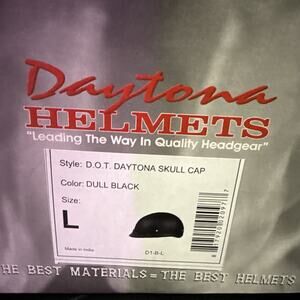 Daytona
HELMETS
"Leading The Way In Quality Headgear"
Style: D.O.T. DAYTONA SKULL CAP
Color: DULL BLACK
Size:
L
Made in India
D1-B-L
THE BEST MATERIALS = THE BEST HELMETS